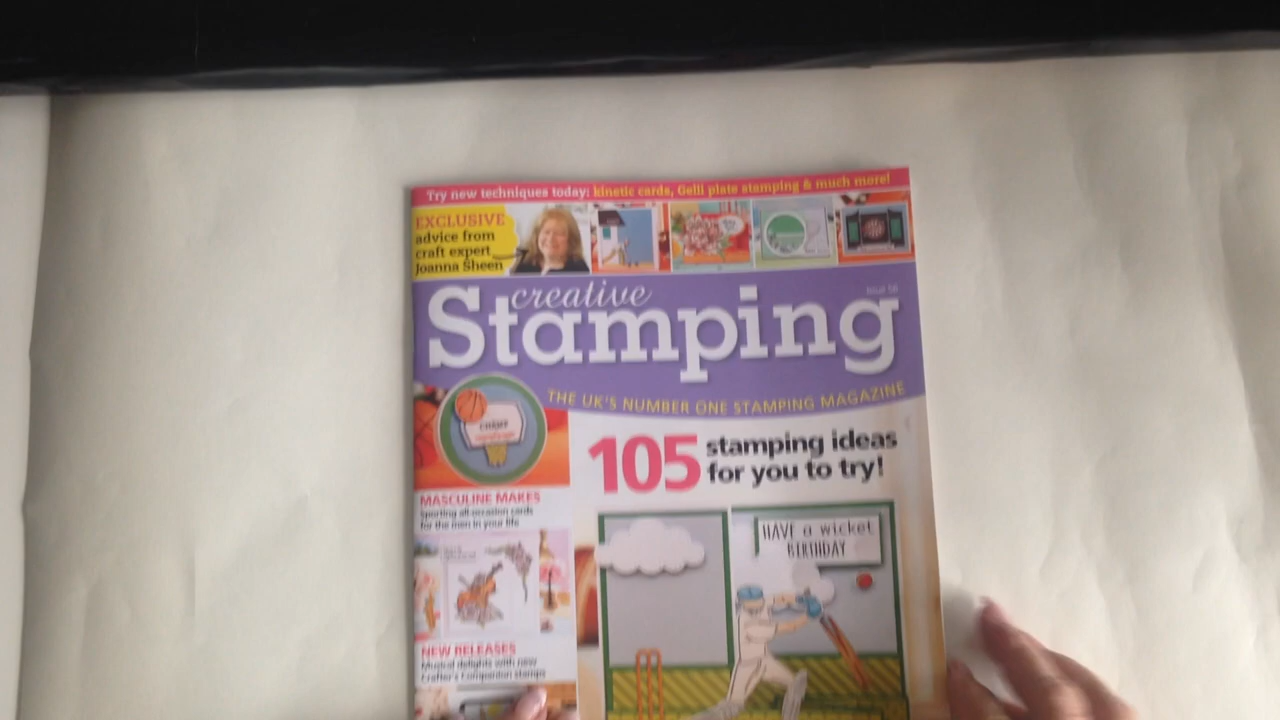 Try new techniques today: kinetic cards, Gelli plate stamping & much more!
EXCLUSIVE
advice from
craft expert
Joanna Sheen
creative
Stamping
THE UK'S NUMBER ONE STAMPING MAGAZINE
105 stamping ideas
for you to try!
MASCULINE MAKES
Sporting all-occasion cards
for the men in your life
HAVE a wicket
BIRTHDAY
NEW RELEASES
Musical delights with new
Crafter's Companion stamps